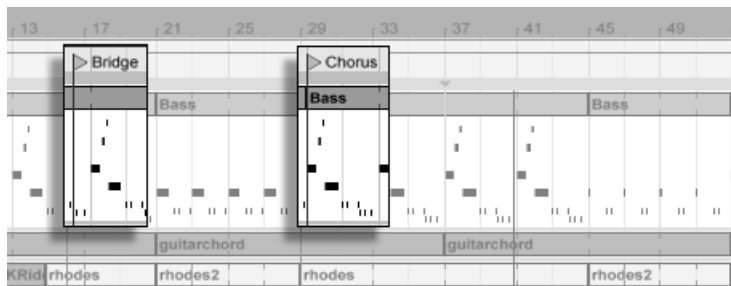 13 17 21 25 29 33 37 41 45 49
Bridge Chorus
Bass Bass Bass
guitarchord guitarchord
KRid rhodes rhodes2 rhodes rhodes2